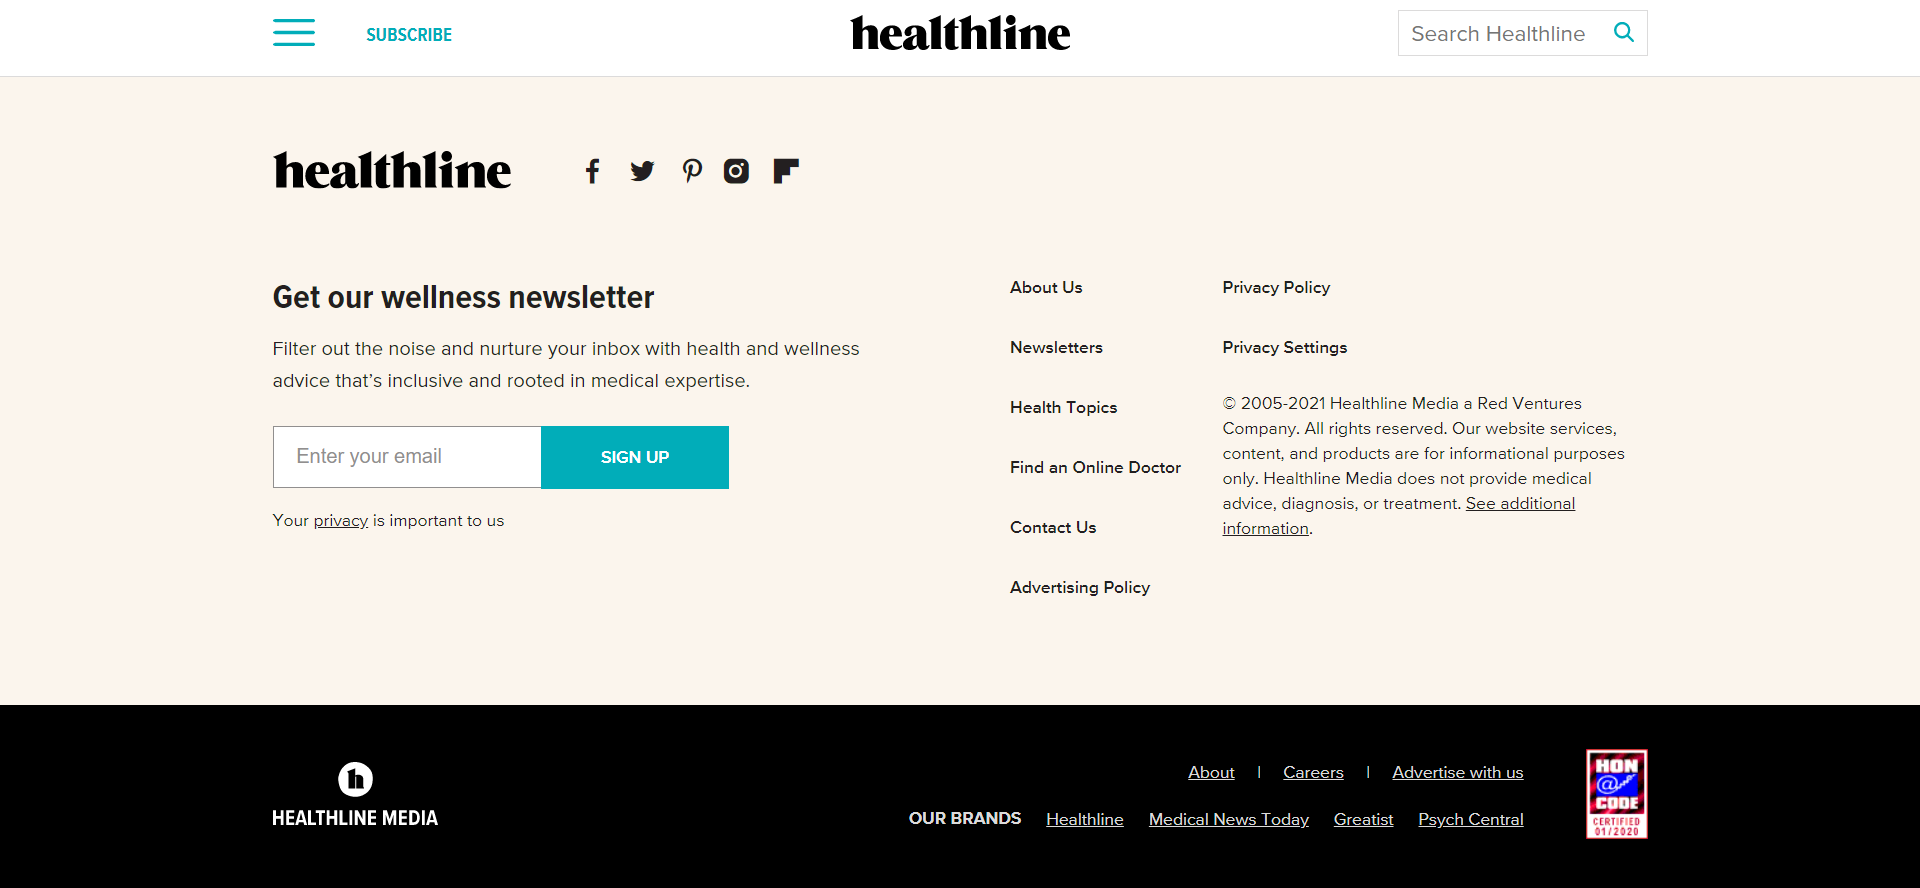 SUBSCRIBE
healthline
Search Healthline
healthline
Get our wellness newsletter
Filter out the noise and nurture your inbox with health and wellness
advice that’s inclusive and rooted in medical expertise.
Enter your email
SIGN UP
Your privacy is important to us
About Us
Newsletters
Health Topics
Find an Online Doctor
Contact Us
Advertising Policy
Privacy Policy
Privacy Settings
© 2005-2021 Healthline Media a Red Ventures
Company. All rights reserved. Our website services,
content, and products are for informational purposes
only. Healthline Media does not provide medical
advice, diagnosis, or treatment. See additional
information.
h
HEALTHLINE MEDIA
About | Careers | Advertise with us
OUR BRANDS Healthline Medical News Today Greatist Psych Central
HON
@
CODE
CERTIFIED
01/2020